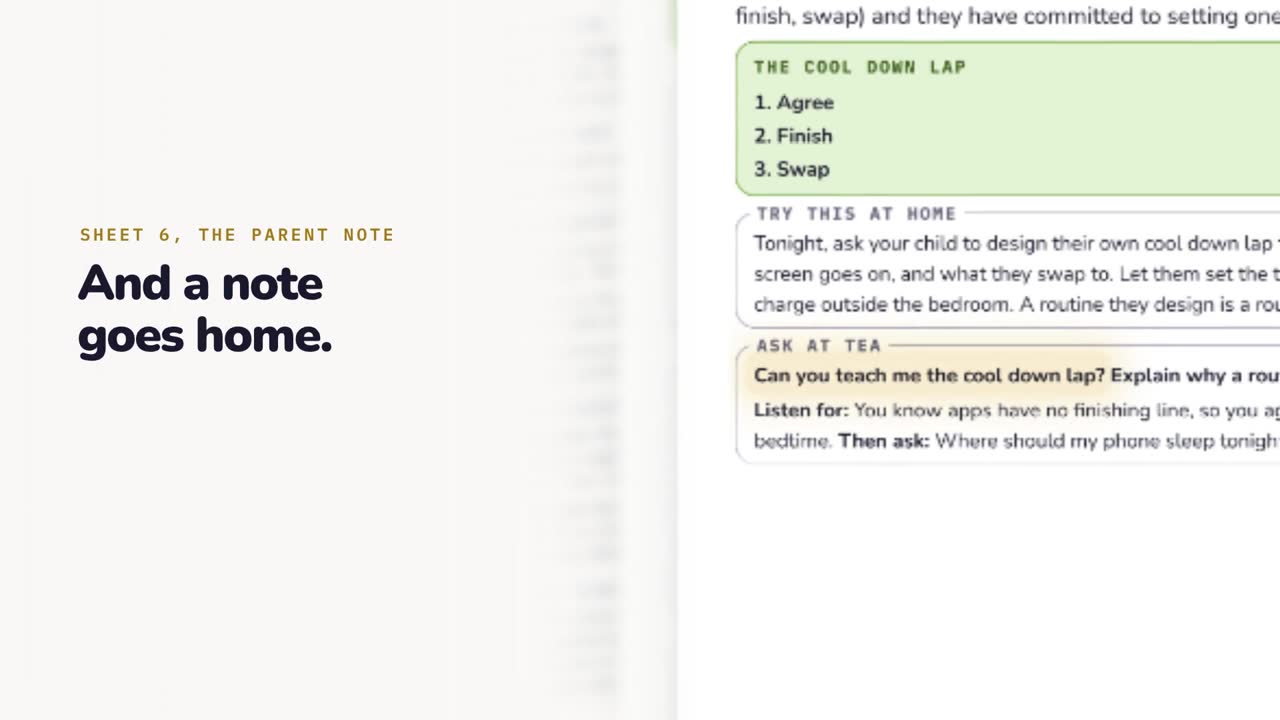 SHEET 6, THE PARENT NOTE
And a note
goes home.
finish, swap) and they have committed to setting one
THE COOL DOWN LAP
1. Agree
2. Finish
3. Swap
TRY THIS AT HOME
Tonight, ask your child to design their own cool down lap
screen goes on, and what they swap to. Let them set the
charge outside the bedroom. A routine they design is a
ASK AT TEA
Can you teach me the cool down lap? Explain why a
Listen for: You know apps have no finishing line, so you
bedtime. Then ask: Where should my phone sleep